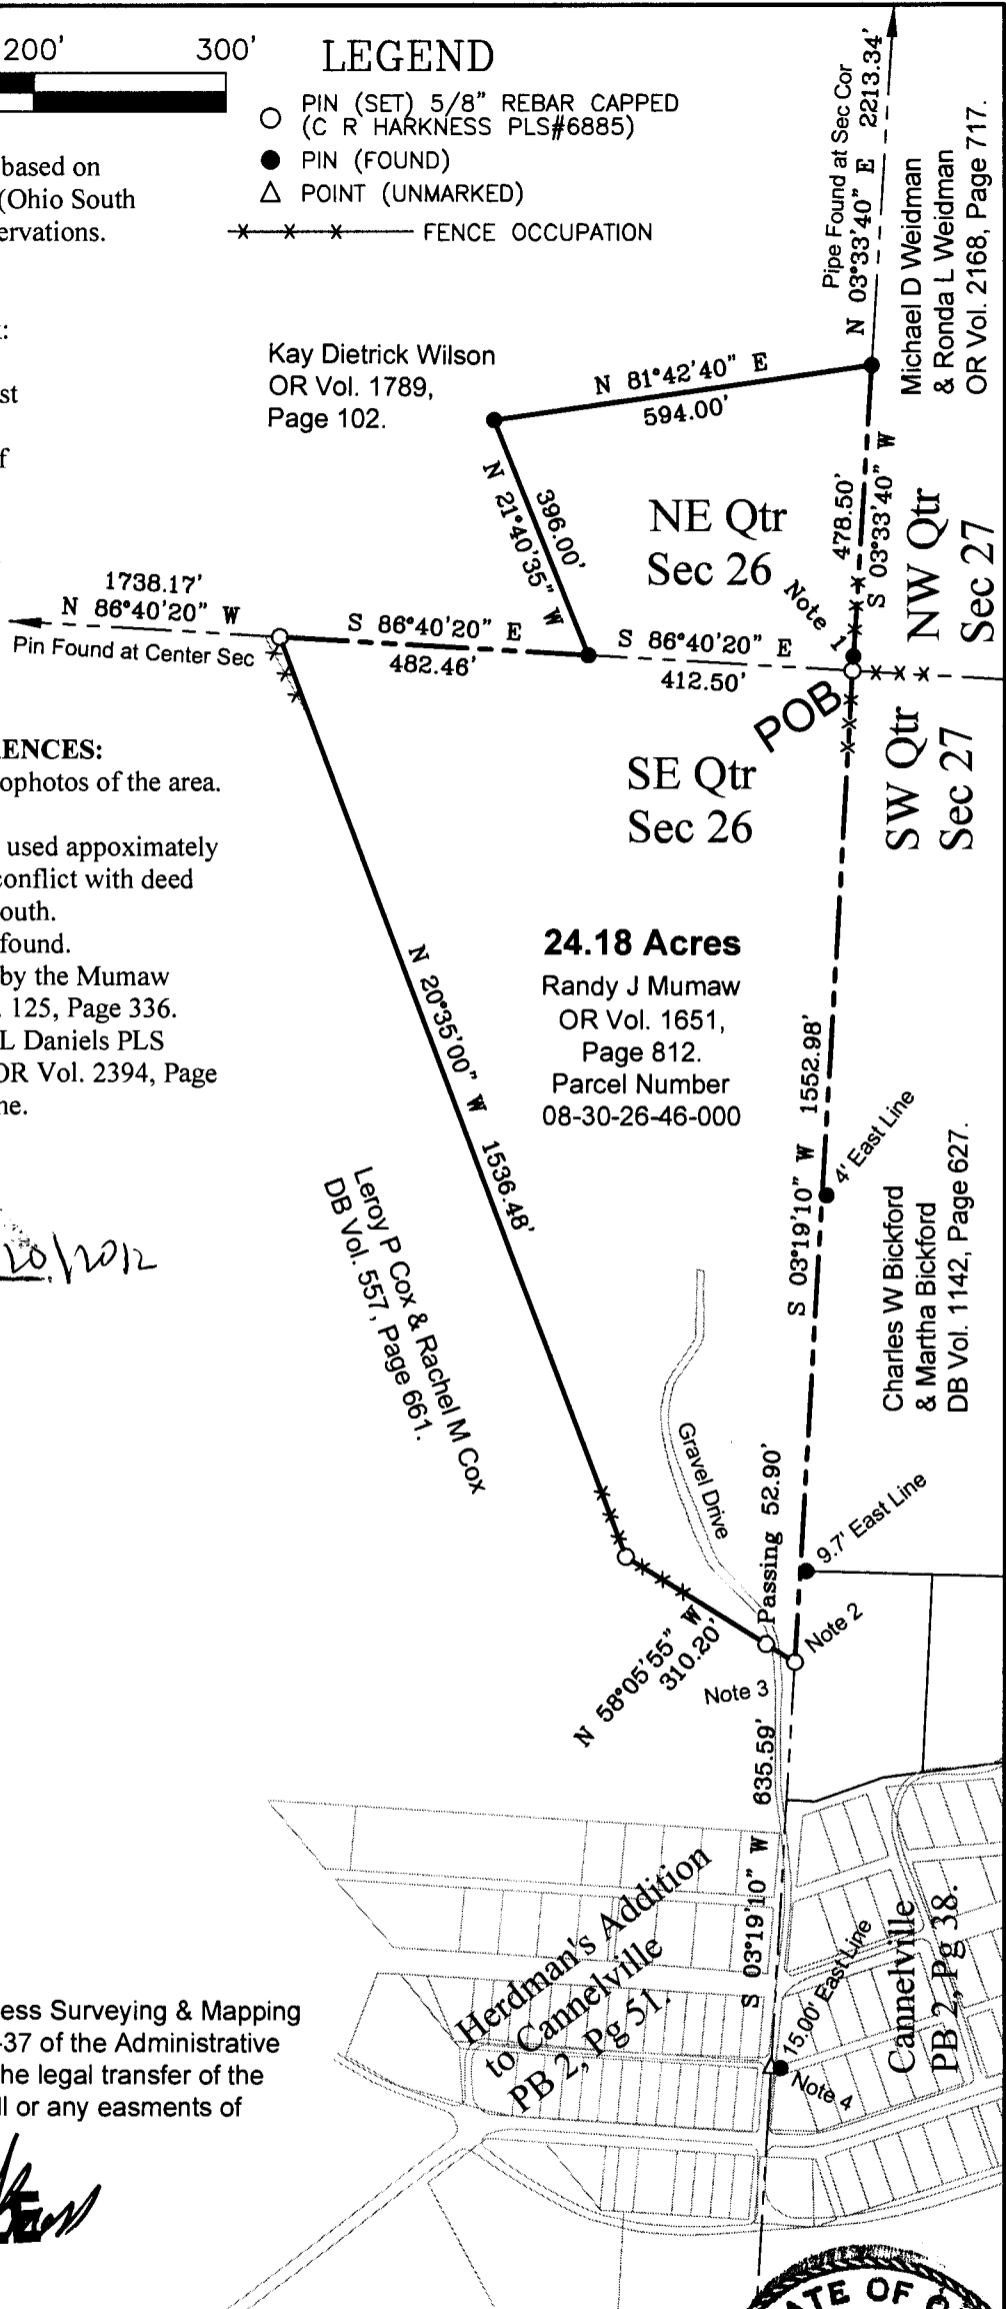 200' 300'
LEGEND
PIN (SET) 5/8" REBAR CAPPED
(C R HARKNESS PLS#6885)
PIN (FOUND)
POINT (UNMARKED)
FENCE OCCUPATION
based on
(Ohio South
ervations.
:
st
f
Pipe Found at Sec Cor
N 03°33'40" E 2213.34'
Michael D Weidman
& Ronda L Weidman
OR Vol. 2168, Page 717.
Kay Dietrick Wilson
OR Vol. 1789,
Page 102.
N 81°42'40" E
594.00'
N 21°40'35" W
396.00'
478.50'
S 03°33'40" W
NE Qtr
Sec 26
NW Qtr
Sec 27
Note 1
1738.17'
N 86°40'20" W
Pin Found at Center Sec
S 86°40'20" E
482.46'
S 86°40'20" E
412.50'
POB
SE Qtr
Sec 26
SW Qtr
Sec 27
ENCES:
ophotos of the area.
used appoximately
conflict with deed
outh.
found.
by the Mumaw
. 125, Page 336.
L Daniels PLS
OR Vol. 2394, Page
ne.
24.18 Acres
Randy J Mumaw
OR Vol. 1651,
Page 812.
Parcel Number
08-30-26-46-000
N 20°35'00" W 1536.48'
S 03°19'10" W 1552.98'
4' East Line
Leroy P Cox & Rachel M Cox
DB Vol. 557, Page 661.
20/2012
Charles W Bickford
& Martha Bickford
DB Vol. 1142, Page 627.
Gravel Drive
Passing 52.90'
9.7' East Line
N 58°05'55" W
310.20'
Note 2
Note 3
S 03°19'10" W 635.59'
Herdman's Addition
to Cannelville
PB 2, Pg 51.
15.00' East Line
Note 4
Cannelville
PB 2, Pg 38.
ess Surveying & Mapping
-37 of the Administrative
he legal transfer of the
ll or any easments of
TE OF